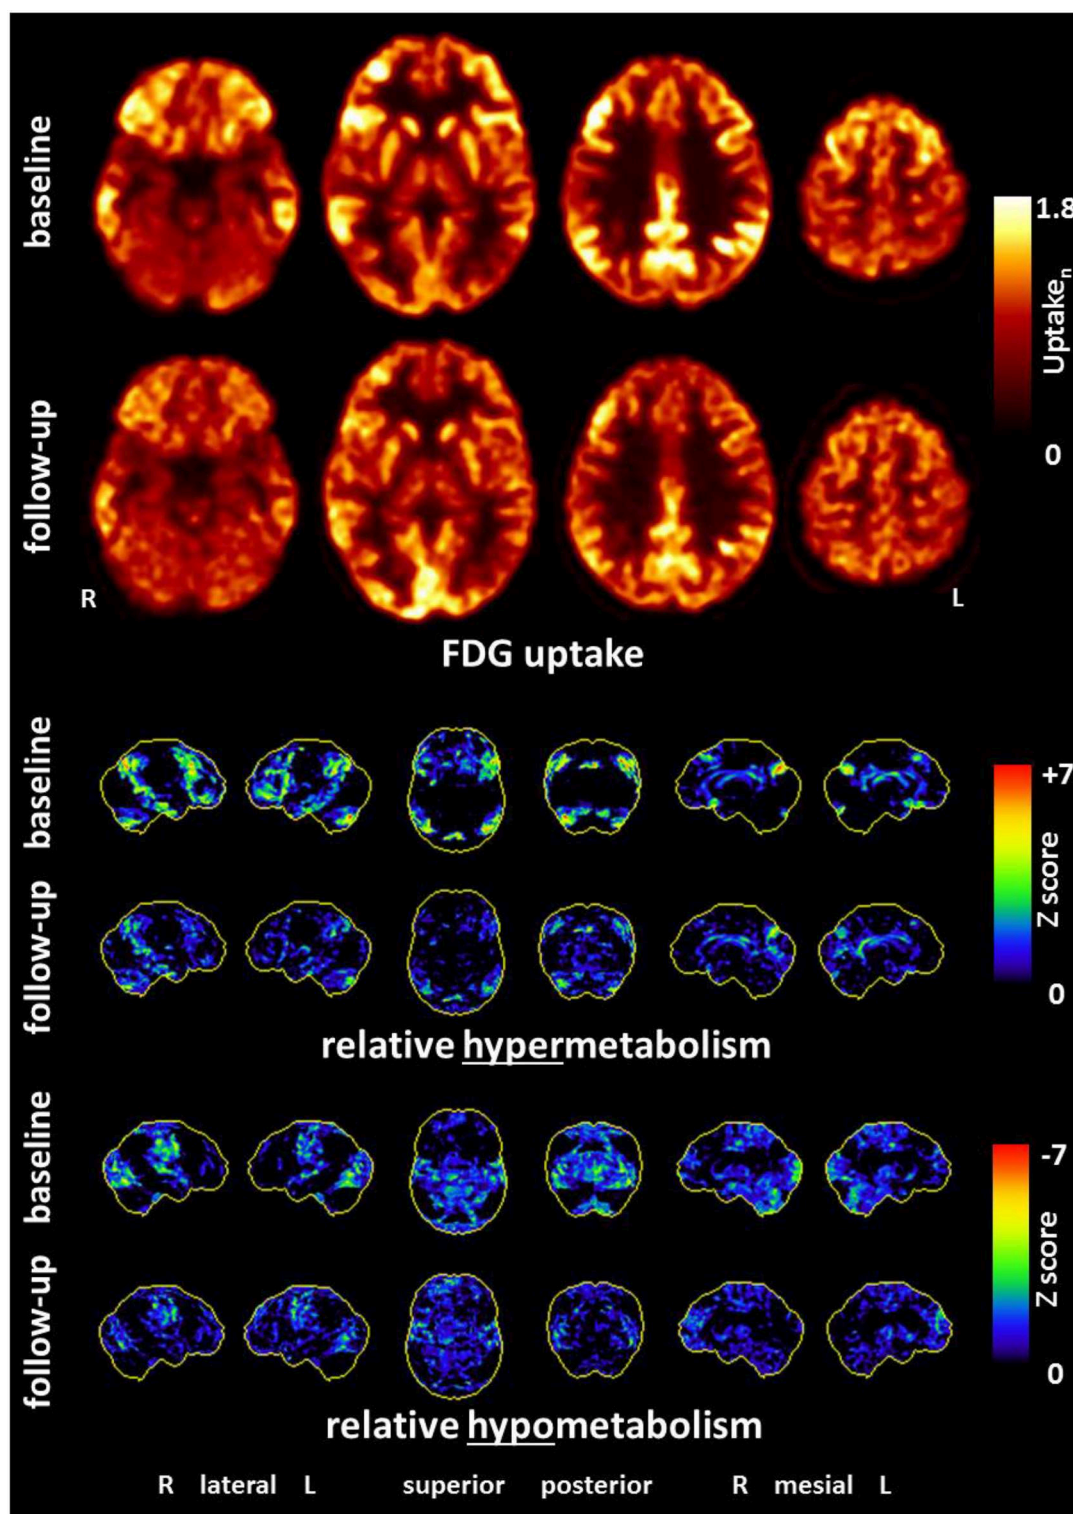 baseline
1.8
Uptakeₙ
0
follow-up
R
L
FDG uptake
baseline
+7
Z score
0
follow-up
relative hypermetabolism
baseline
-7
Z score
0
follow-up
relative hypometabolism
R lateral L superior posterior R mesial L